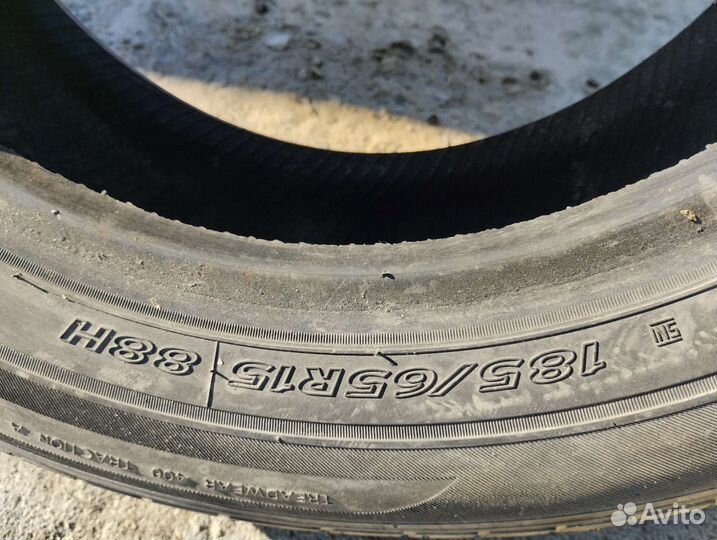 185/65R15 88H
TREADWEAR 400 TRACTION A
Avito